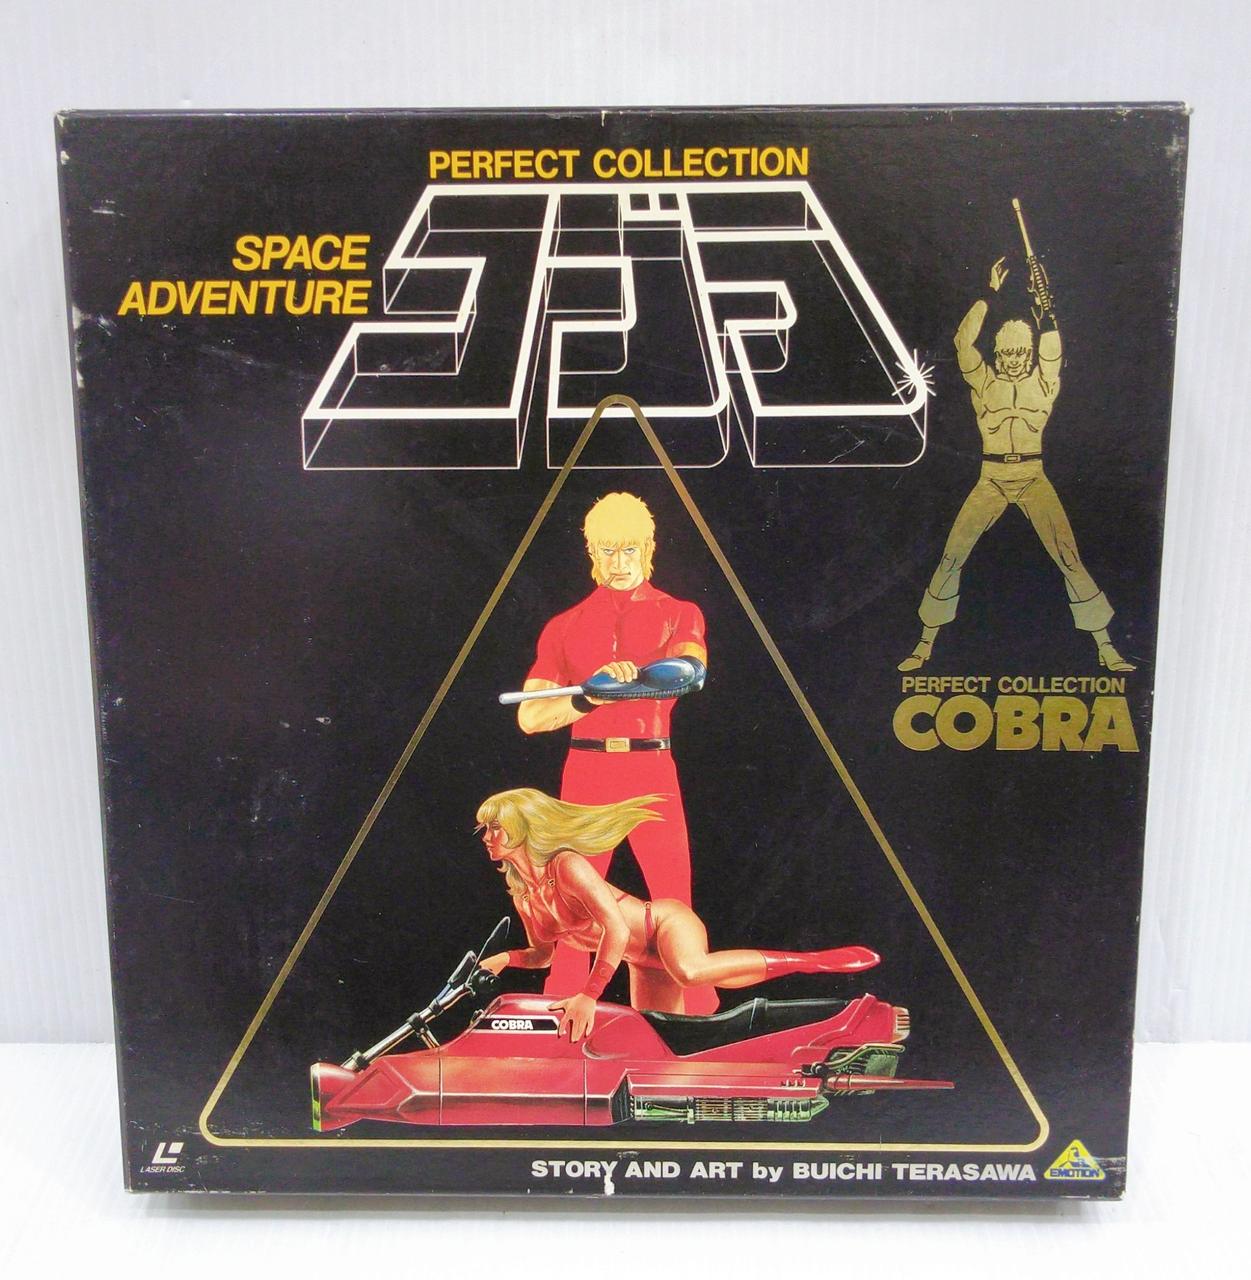 PERFECT COLLECTION
SPACE
ADVENTURE
コブラ
PERFECT COLLECTION
COBRA
COBRA
LASER DISC
STORY AND ART by BUICHI TERASAWA
EMOTION